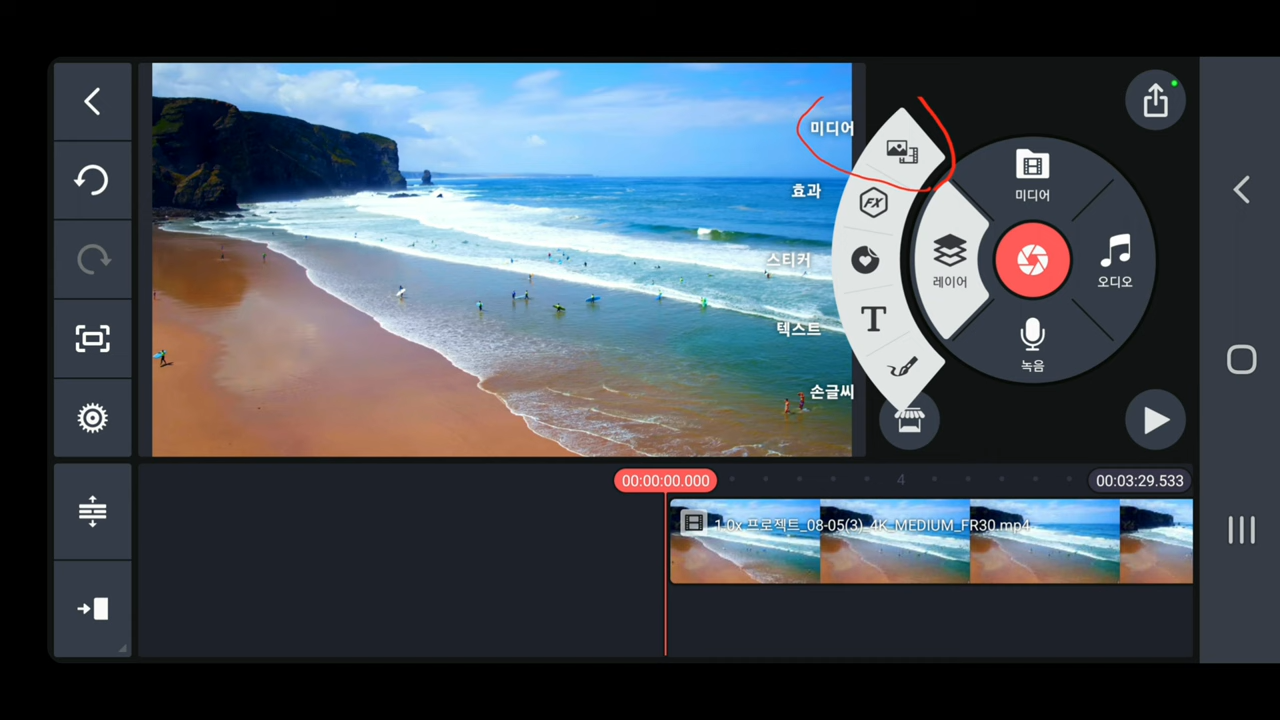 미디어
효과
스티커
텍스트
손글씨
FX
T
미디어
레이어
오디오
녹음
00:00:00.000
4
00:03:29.533
1.0x 프로젝트_08-05(3)_4K_MEDIUM_FR30.mp4